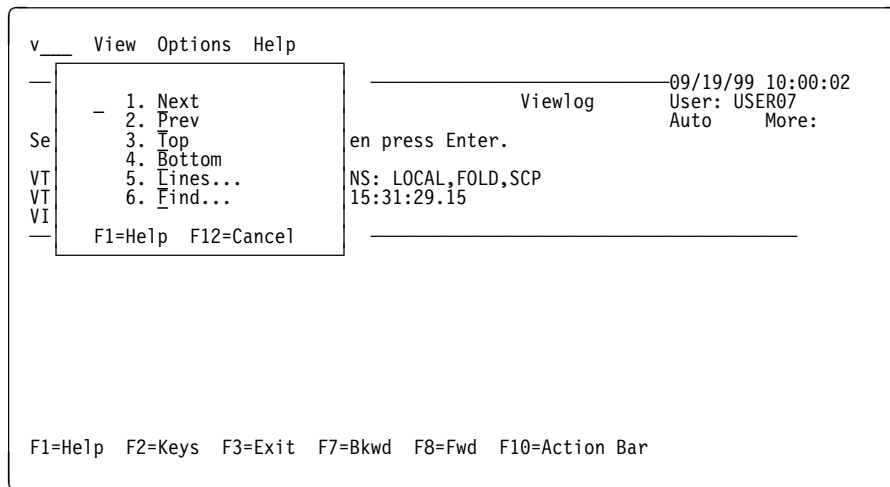 v___ View Options Help
09/19/99 10:00:02
_ 1. Next Viewlog User: USER07
2. Prev Auto More:
Se 3. Top en press Enter.
4. Bottom
VT 5. Lines... NS: LOCAL,FOLD,SCP
VT 6. Find... 15:31:29.15
VI
F1=Help F12=Cancel
F1=Help F2=Keys F3=Exit F7=Bkwd F8=Fwd F10=Action Bar